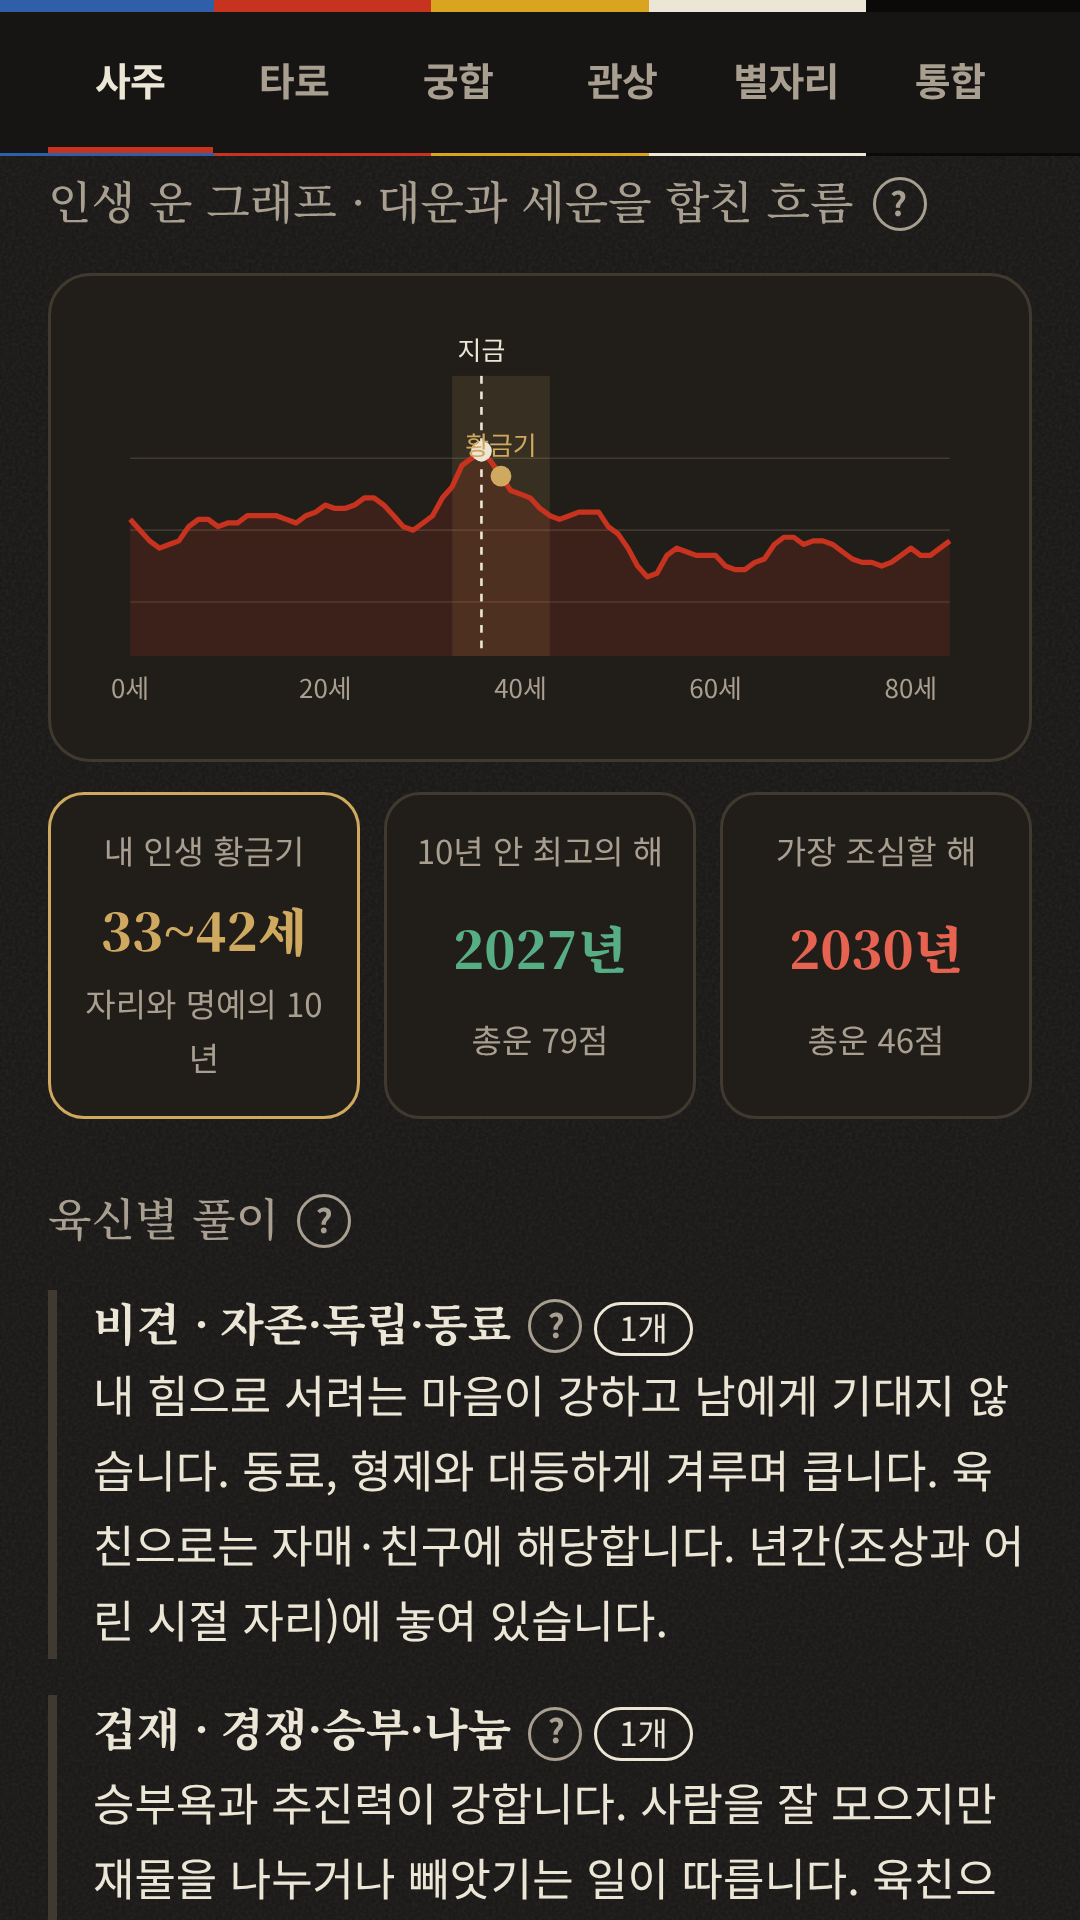 사주 타로 궁합 관상 별자리 통합
인생 운 그래프 · 대운과 세운을 합친 흐름 ?
지금
황금기
0세 20세 40세 60세 80세
내 인생 황금기
33~42세
자리와 명예의 10
년
10년 안 최고의 해
2027년
총운 79점
가장 조심할 해
2030년
총운 46점
육신별 풀이 ?
비견 · 자존·독립·동료 ? 1개
내 힘으로 서려는 마음이 강하고 남에게 기대지 않
습니다. 동료, 형제와 대등하게 겨루며 큽니다. 육
친으로는 자매·친구에 해당합니다. 년간(조상과 어
린 시절 자리)에 놓여 있습니다.
겁재 · 경쟁·승부·나눔 ? 1개
승부욕과 추진력이 강합니다. 사람을 잘 모으지만
재물을 나누거나 빼앗기는 일이 따릅니다. 육친으